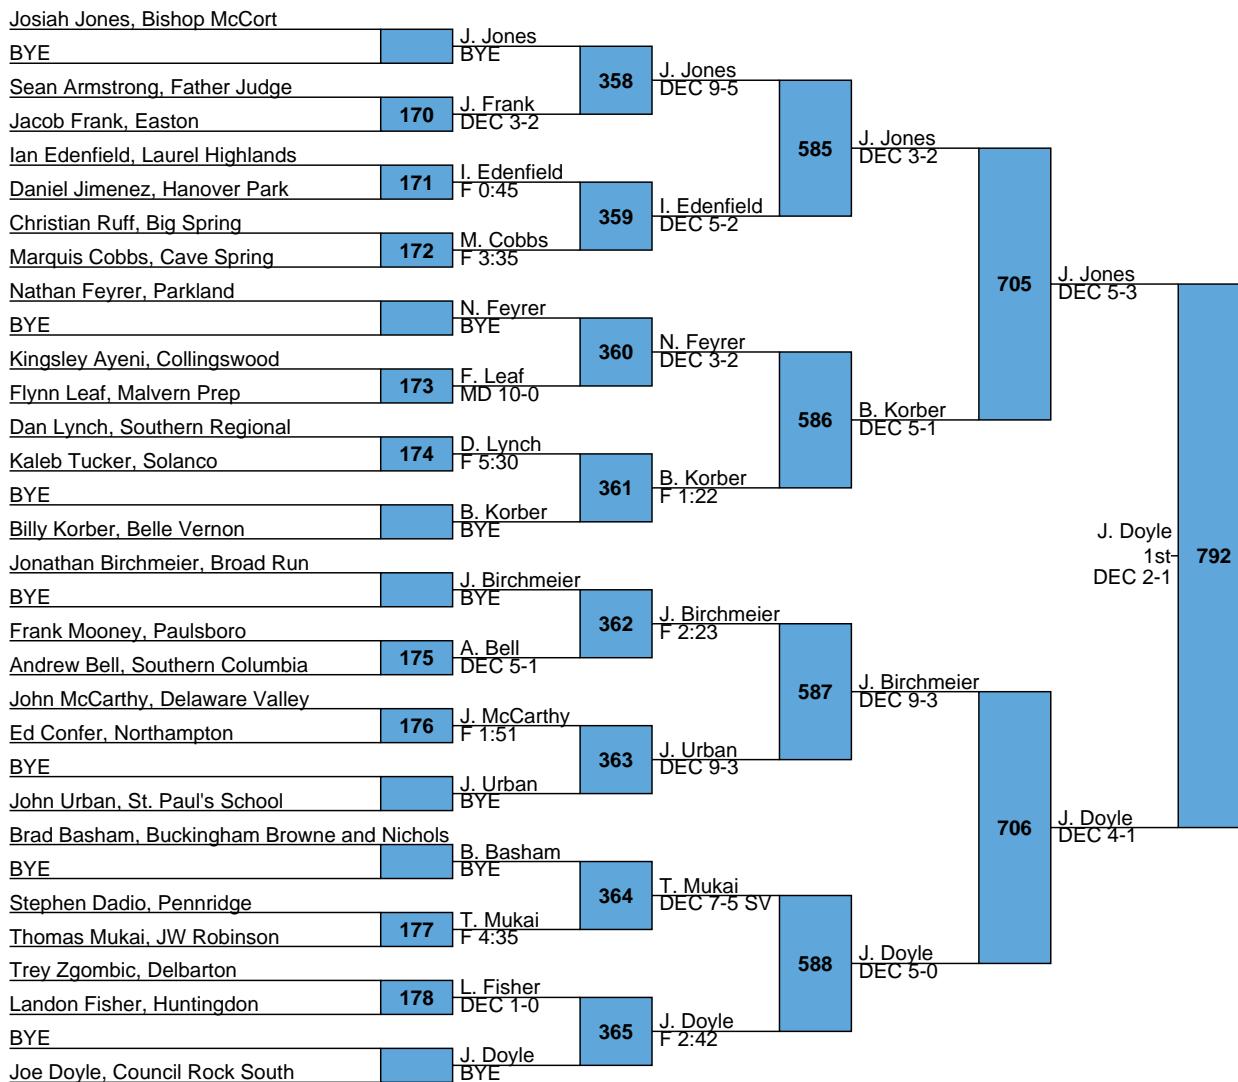 Josiah Jones, Bishop McCort
BYE
Sean Armstrong, Father Judge
Jacob Frank, Easton
Ian Edenfield, Laurel Highlands
Daniel Jimenez, Hanover Park
Christian Ruff, Big Spring
Marquis Cobbs, Cave Spring
Nathan Feyrer, Parkland
BYE
Kingsley Ayeni, Collingswood
Flynn Leaf, Malvern Prep
Dan Lynch, Southern Regional
Kaleb Tucker, Solanco
BYE
Billy Korber, Belle Vernon
Jonathan Birchmeier, Broad Run
BYE
Frank Mooney, Paulsboro
Andrew Bell, Southern Columbia
John McCarthy, Delaware Valley
Ed Confer, Northampton
BYE
John Urban, St. Paul's School
Brad Basham, Buckingham Browne and Nichols
BYE
Stephen Dadio, Pennridge
Thomas Mukai, JW Robinson
Trey Zgombic, Delbarton
Landon Fisher, Huntingdon
BYE
Joe Doyle, Council Rock South
170
171
172
173
174
175
176
177
178
J. Jones
BYE
J. Frank
DEC 3-2
I. Edenfield
F 0:45
M. Cobbs
F 3:35
N. Feyrer
BYE
F. Leaf
MD 10-0
D. Lynch
F 5:30
B. Korber
BYE
J. Birchmeier
BYE
A. Bell
DEC 5-1
J. McCarthy
F 1:51
J. Urban
BYE
B. Basham
BYE
T. Mukai
F 4:35
L. Fisher
DEC 1-0
J. Doyle
BYE
358
359
360
361
362
363
364
365
J. Jones
DEC 9-5
I. Edenfield
DEC 5-2
N. Feyrer
DEC 3-2
B. Korber
F 1:22
J. Birchmeier
F 2:23
J. Urban
DEC 9-3
T. Mukai
DEC 7-5 SV
J. Doyle
F 2:42
585
586
587
588
J. Jones
DEC 3-2
B. Korber
DEC 5-1
J. Birchmeier
DEC 9-3
J. Doyle
DEC 5-0
705
706
J. Jones
DEC 5-3
J. Doyle
DEC 4-1
J. Doyle
1st
DEC 2-1
792